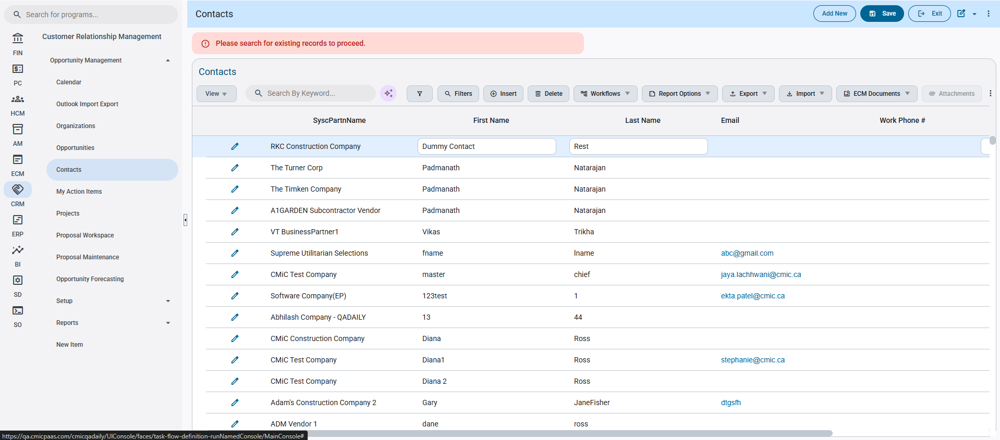 Search for programs...
FIN
PC
HCM
AM
ECM
CRM
ERP
BI
SD
SO
Customer Relationship Management
Opportunity Management
Calendar
Outlook Import Export
Organizations
Opportunities
Contacts
My Action Items
Projects
Proposal Workspace
Proposal Maintenance
Opportunity Forecasting
Setup
Reports
New Item
Contacts
Add New Save Exit
Please search for existing records to proceed.
Contacts
View Search By Keyword... Filters Insert Delete Workflows Report Options Export Import ECM Documents Attachments
SyscPartnName First Name Last Name Email Work Phone #
RKC Construction Company Dummy Contact Rest
The Turner Corp Padmanath Natarajan
The Timken Company Padmanath Natarajan
A1GARDEN Subcontractor Vendor Padmanath Natarajan
VT BusinessPartner1 Vikas Trikha
Supreme Utilitarian Selections fname lname abc@gmail.com
CMiC Test Company master chief jaya.lachhwani@cmic.ca
Software Company(EP) 123test 1 ekta.patel@cmic.ca
Abhilash Company - QADAILY 13 44
CMiC Construction Company Diana Ross
CMiC Test Company Diana1 Ross stephanie@cmic.ca
CMiC Test Company Diana 2 Ross
Adam's Construction Company 2 Gary JaneFisher dtgsfh
ADM Vendor 1 dane ross
https://qa.cmicpaas.com/cmicqadaily/UIConsole/faces/task-flow-definition-runNamedConsole/MainConsole#